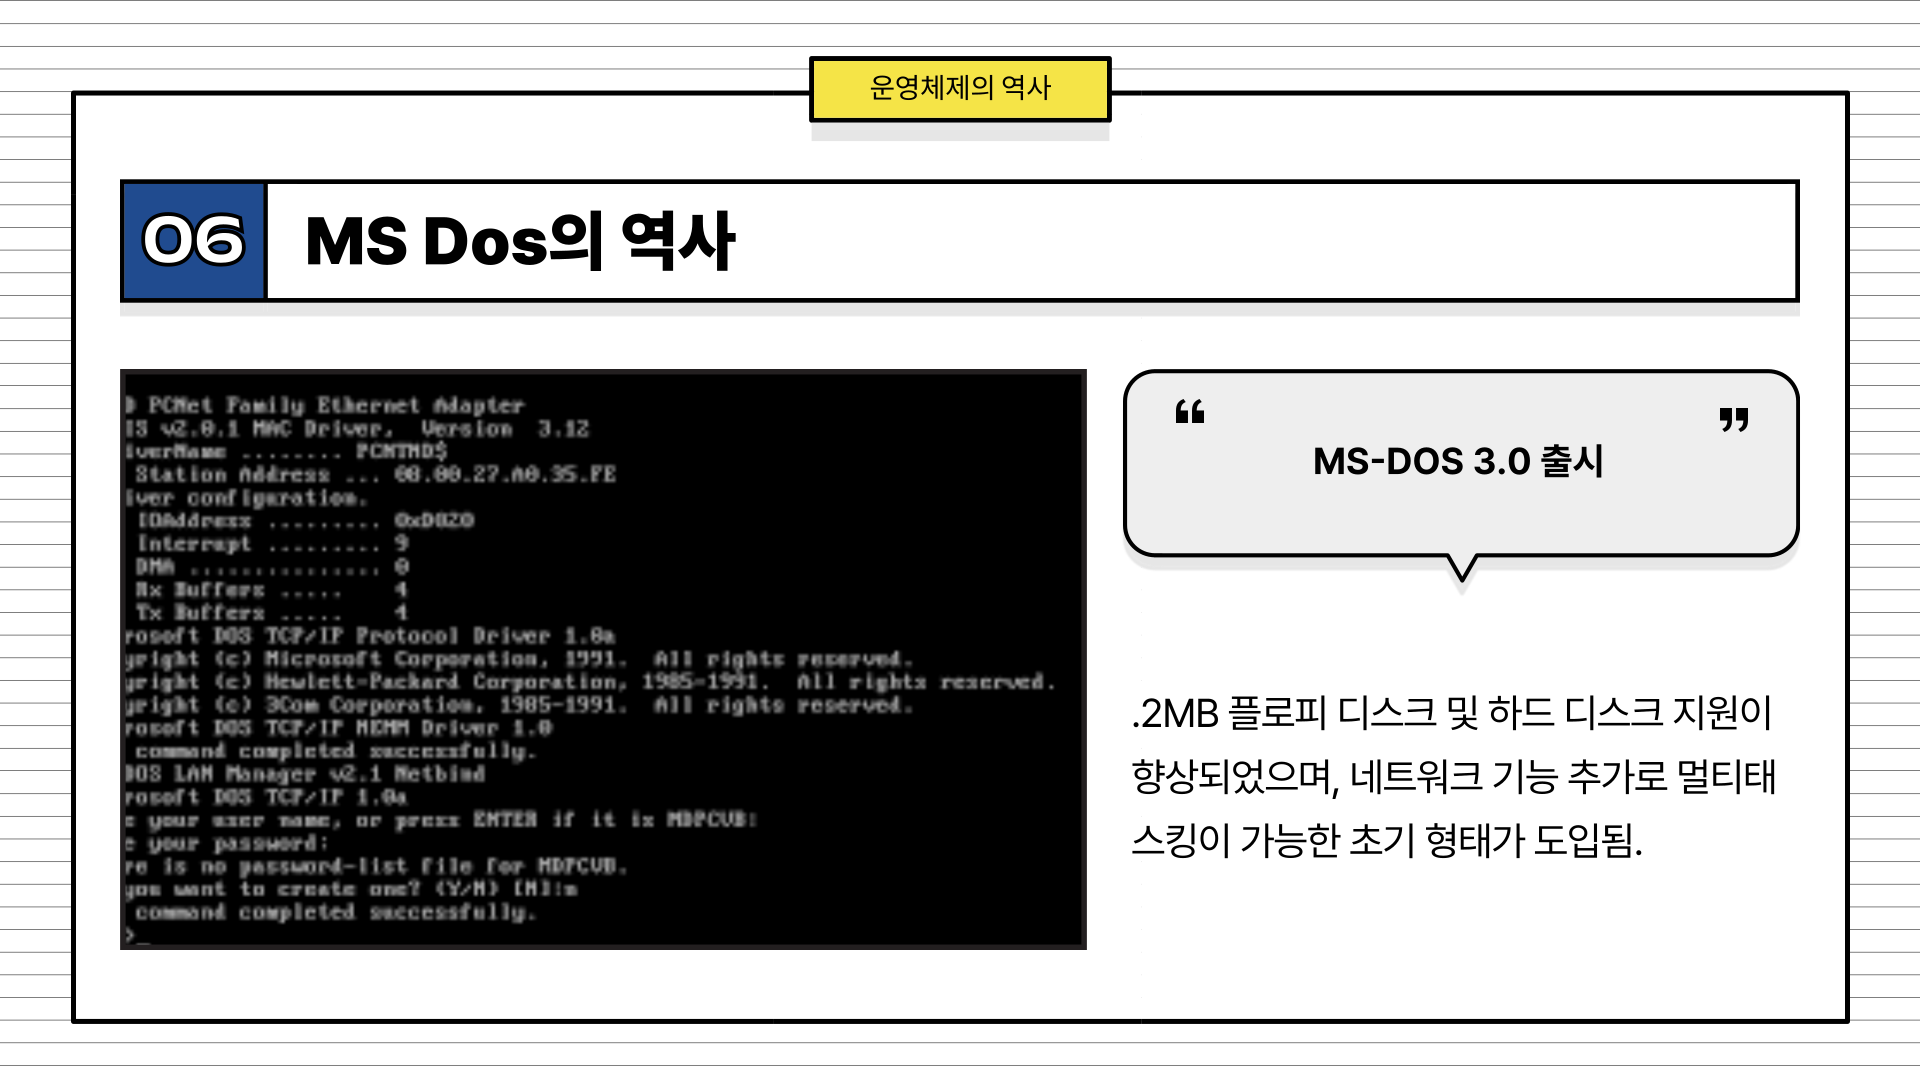 운영체제의 역사
06
MS Dos의 역사
PCNet Family Ethernet Adapter
IS v2.0.1 MAC Driver, Version 3.12
iverName ........ PCNTND$
Station Address ... 08.00.27.A0.35.FE
iver configuration.
IOAddress ......... 0xD020
Interrupt ......... 9
DMA ............... 0
Rx Buffers ..... 4
Tx Buffers ..... 4
rosoft DOS TCP/IP Protocol Driver 1.0a
yright (c) Microsoft Corporation, 1991. All rights reserved.
yright (c) Hewlett-Packard Corporation, 1985-1991. All rights reserved.
yright (c) 3Com Corporation, 1985-1991. All rights reserved.
rosoft DOS TCP/IP NEMM Driver 1.0
command completed successfully.
DOS LAN Manager v2.1 Netbind
rosoft DOS TCP/IP 1.0a
e your user name, or press ENTER if it is MDPCVB:
e your password:
re is no password-list file for MDPCVB.
you want to create one? (Y/N) [N]:n
command completed successfully.
>_
“ ”
MS-DOS 3.0 출시
.2MB 플로피 디스크 및 하드 디스크 지원이
향상되었으며, 네트워크 기능 추가로 멀티태
스킹이 가능한 초기 형태가 도입됨.